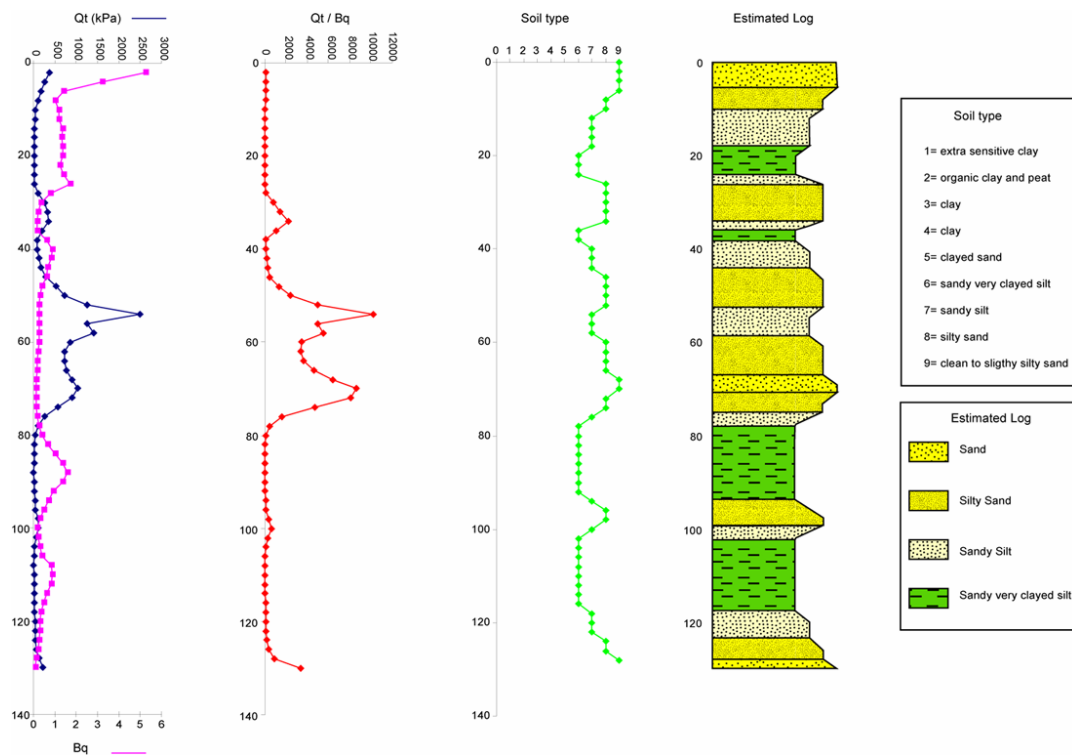 Qt (kPa)
0 500 1000 1500 2000 2500 3000
0
20
40
60
80
100
120
140
0 1 2 3 4 5 6
Bq
Qt / Bq
0 2000 4000 6000 8000 10000 12000
0
20
40
60
80
100
120
140
Soil type
0 1 2 3 4 5 6 7 8 9
0
20
40
60
80
100
120
140
Estimated Log
0
20
40
60
80
100
120
Soil type
1= extra sensitive clay
2= organic clay and peat
3= clay
4= clay
5= clayed sand
6= sandy very clayed silt
7= sandy silt
8= silty sand
9= clean to sligthy silty sand
Estimated Log
Sand
Silty Sand
Sandy Silt
Sandy very clayed silt